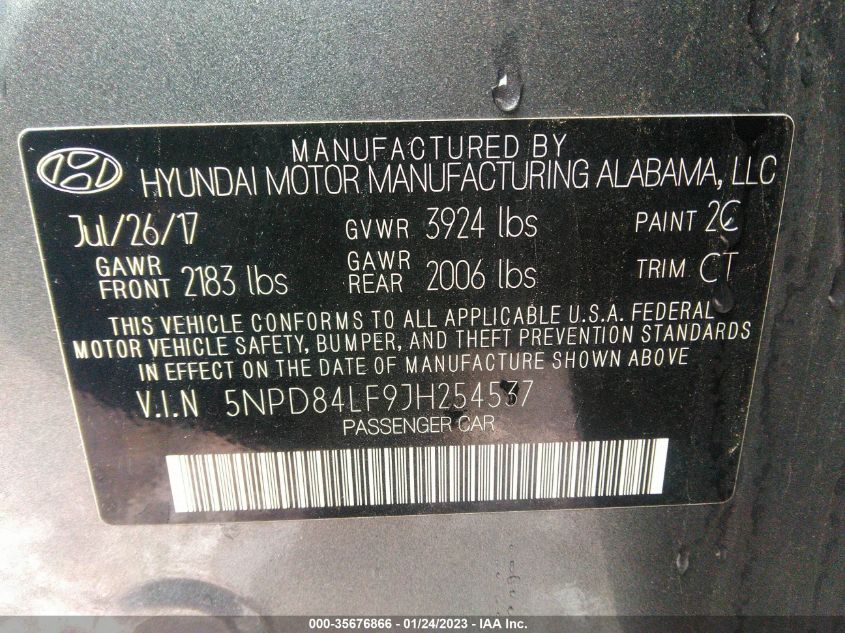 MANUFACTURED BY
HYUNDAI MOTOR MANUFACTURING ALABAMA, LLC
Jul/26/17 GVWR 3924 lbs PAINT 2C
GAWR FRONT 2183 lbs GAWR REAR 2006 lbs TRIM CT
THIS VEHICLE CONFORMS TO ALL APPLICABLE U.S.A. FEDERAL
MOTOR VEHICLE SAFETY, BUMPER, AND THEFT PREVENTION STANDARDS
IN EFFECT ON THE DATE OF MANUFACTURE SHOWN ABOVE
V.I.N 5NPD84LF9JH254537
PASSENGER CAR
000-35676866 - 01/24/2023 - IAA Inc.